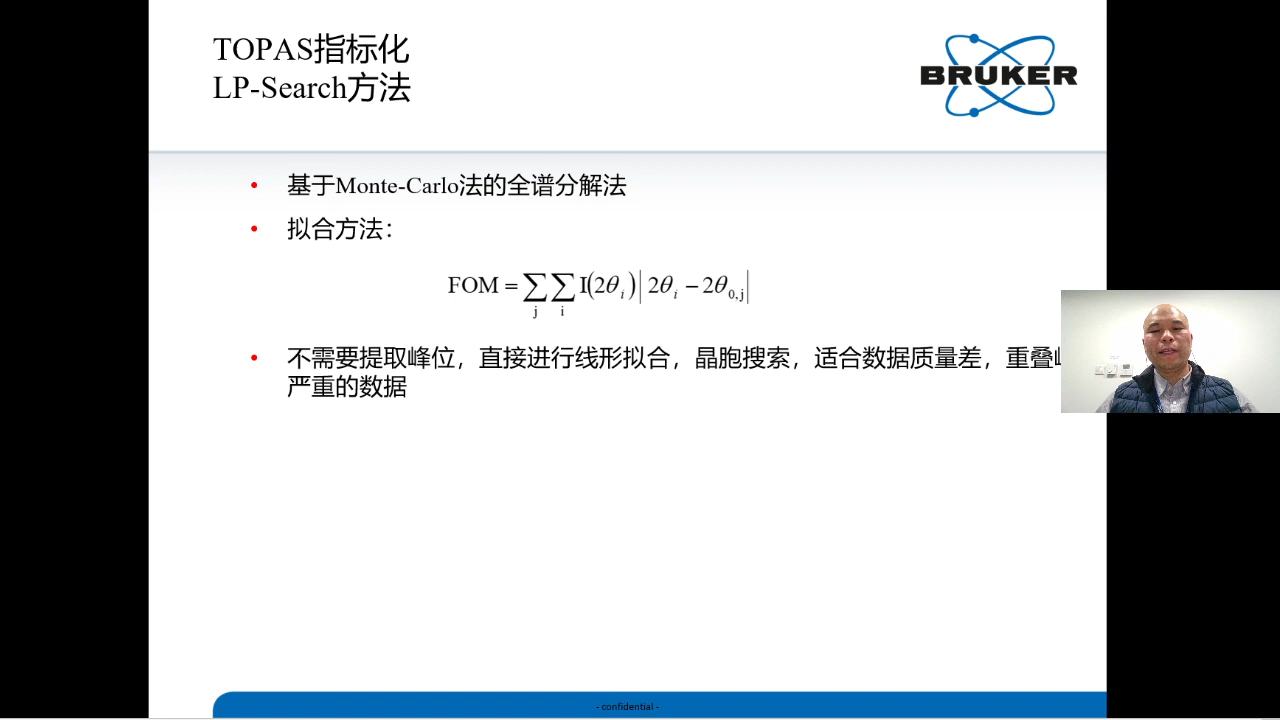 TOPAS指标化
LP-Search方法
BRUKER
• 基于Monte-Carlo法的全谱分解法
• 拟合方法：
FOM = ∑j ∑i I(2θi) | 2θi − 2θ0,j |
• 不需要提取峰位，直接进行线形拟合，晶胞搜索，适合数据质量差，重叠
严重的数据
- confidential -